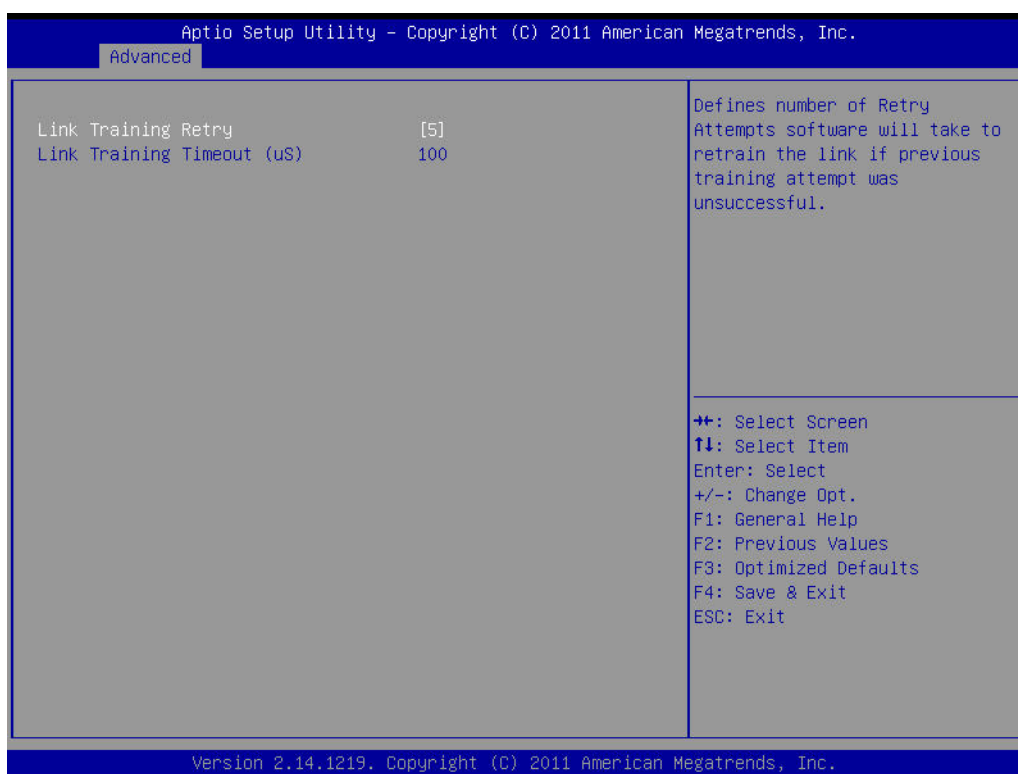 Aptio Setup Utility – Copyright (C) 2011 American Megatrends, Inc.
Advanced
Link Training Retry [5]
Link Training Timeout (uS) 100
Defines number of Retry
Attempts software will take to
retrain the link if previous
training attempt was
unsuccessful.
→←: Select Screen
↑↓: Select Item
Enter: Select
+/-: Change Opt.
F1: General Help
F2: Previous Values
F3: Optimized Defaults
F4: Save & Exit
ESC: Exit
Version 2.14.1219. Copyright (C) 2011 American Megatrends, Inc.